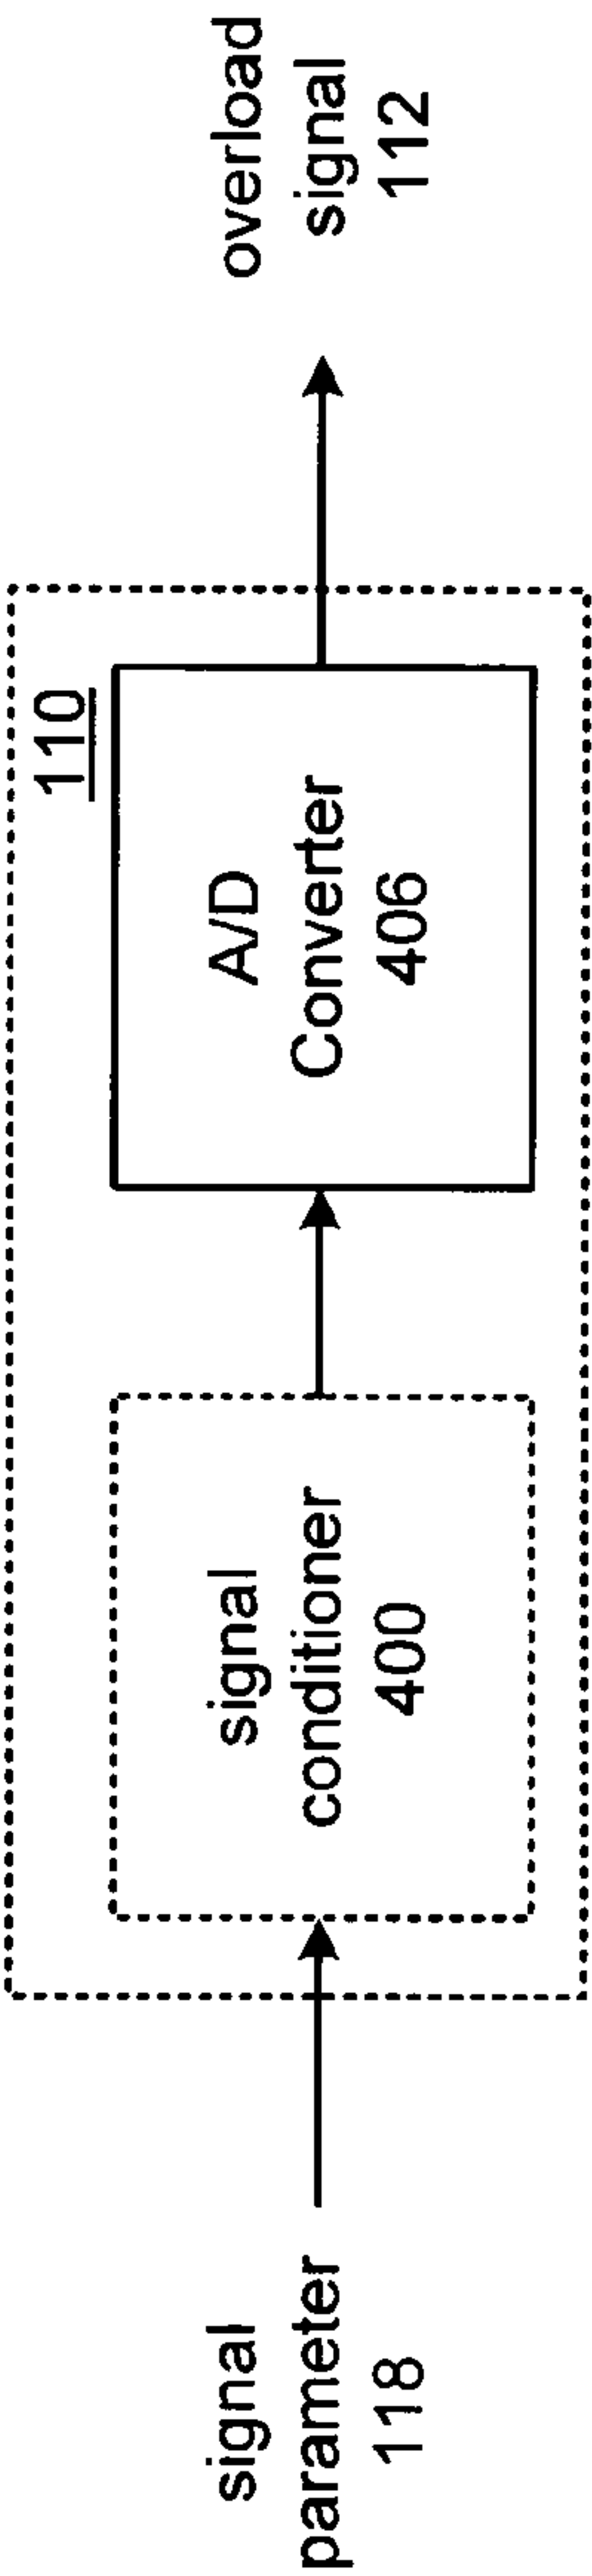 signal
parameter
118
signal
conditioner
400
110
A/D
Converter
406
overload
signal
112